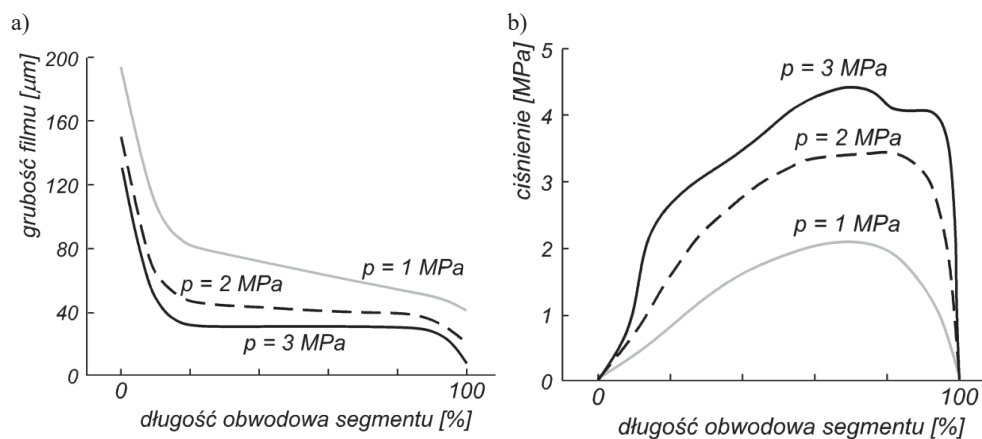 a)
grubość filmu [µm]
200
160
120
80
40
0
p = 1 MPa
p = 2 MPa
p = 3 MPa
0
100
długość obwodowa segmentu [%]
b)
ciśnienie [MPa]
5
4
3
2
1
0
p = 3 MPa
p = 2 MPa
p = 1 MPa
0
100
długość obwodowa segmentu [%]